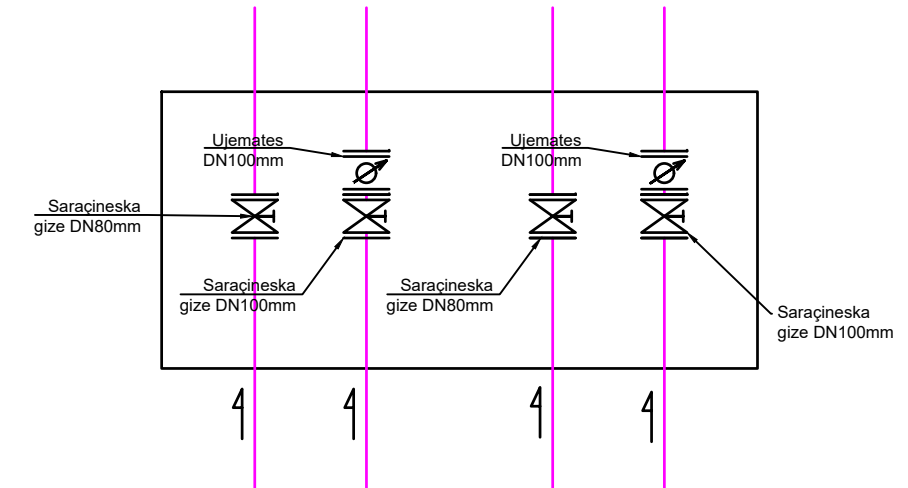 Ujemates
DN100mm
Ujemates
DN100mm
Saraçineska
gize DN80mm
Saraçineska
gize DN100mm
Saraçineska
gize DN80mm
Saraçineska
gize DN100mm